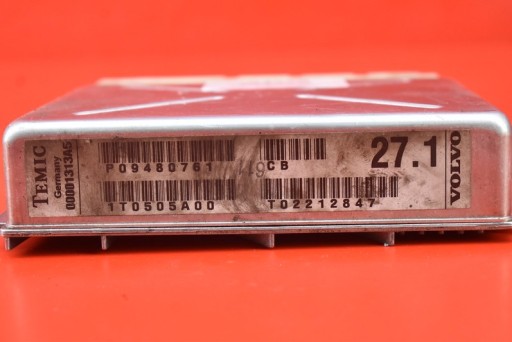 TEMIC
Germany
00001313A5
P09480761
CB
27.1
1T0505A00
T02212847
VOLVO